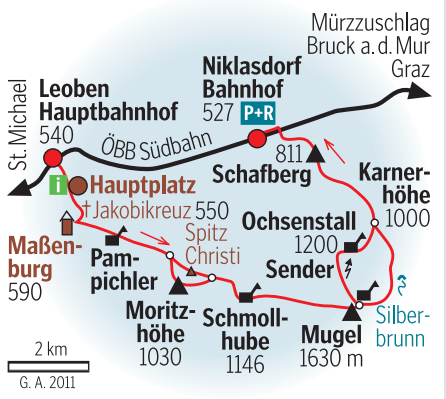 Mürzzuschlag
Bruck a. d. Mur
Graz
St. Michael
Leoben
Hauptbahnhof
540
ÖBB Südbahn
Niklasdorf
Bahnhof
527
P+R
811
Schafberg
Karner-
höhe
1000
i
Hauptplatz
†Jakobikreuz 550
Spitz
Christi
Maßen-
burg
590
Pam-
pichler
Ochsenstall
1200
Sender
Moritz-
höhe
1030
Schmoll-
hube
1146
Mugel
1630 m
Silber-
brunn
2 km
G. A. 2011